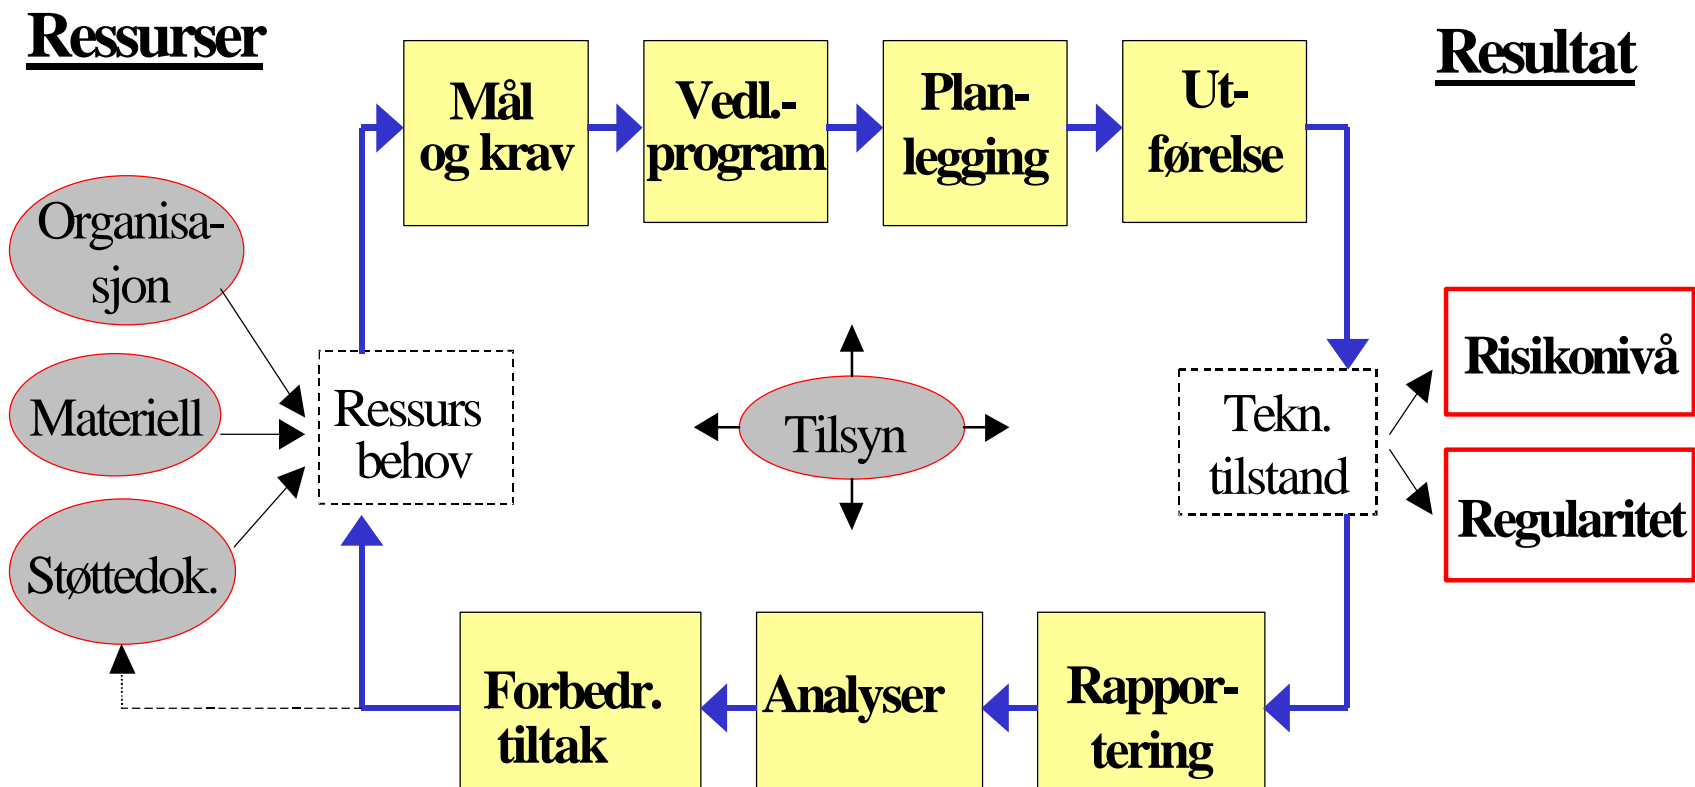 Ressurser
Resultat
Mål
og krav
Vedl.-
program
Plan-
legging
Ut-
førelse
Organisa-
sjon
Materiell
Støttedok.
Ressurs
behov
Tilsyn
Tekn.
tilstand
Risikonivå
Regularitet
Forbedr.
tiltak
Analyser
Rappor-
tering